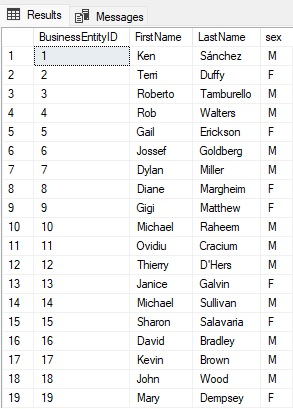 Results Messages
BusinessEntityID FirstName LastName sex
1 1 Ken Sánchez M
2 2 Terri Duffy F
3 3 Roberto Tamburello M
4 4 Rob Walters M
5 5 Gail Erickson F
6 6 Jossef Goldberg M
7 7 Dylan Miller M
8 8 Diane Margheim F
9 9 Gigi Matthew F
10 10 Michael Raheem M
11 11 Ovidiu Cracium M
12 12 Thierry D'Hers M
13 13 Janice Galvin F
14 14 Michael Sullivan M
15 15 Sharon Salavaria F
16 16 David Bradley M
17 17 Kevin Brown M
18 18 John Wood M
19 19 Mary Dempsey F